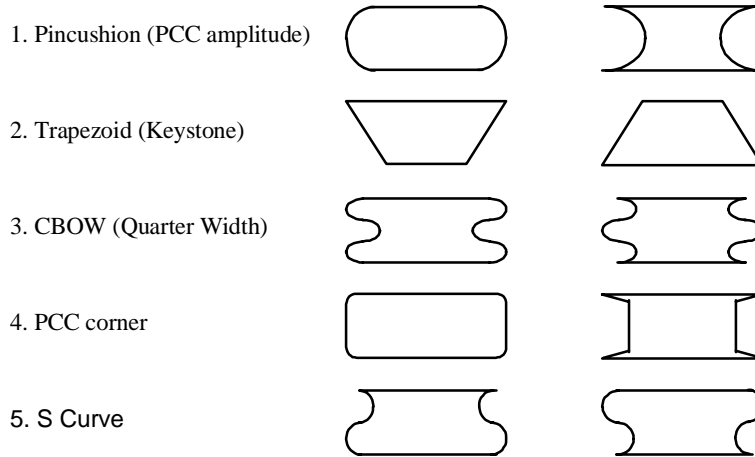 1. Pincushion (PCC amplitude)
2. Trapezoid (Keystone)
3. CBOW (Quarter Width)
4. PCC corner
5. S Curve